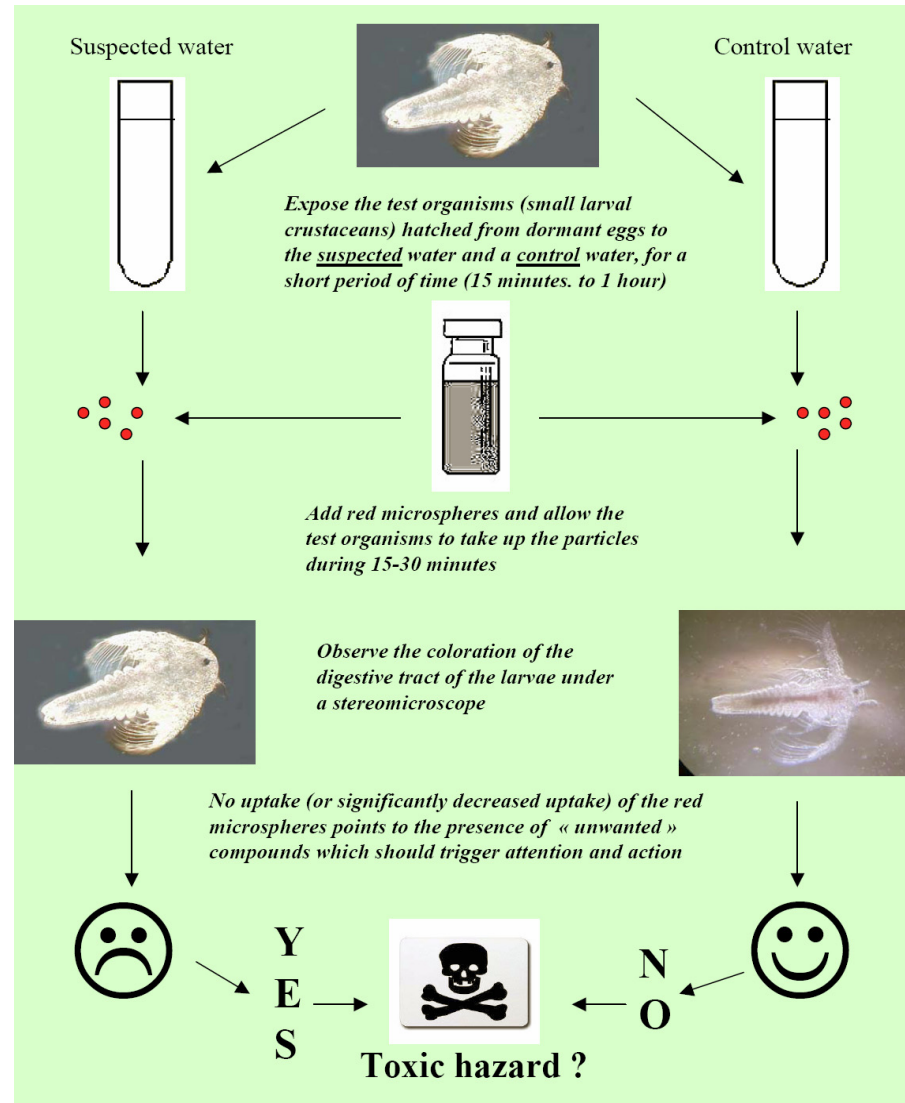 Suspected water
Control water
Expose the test organisms (small larval
crustaceans) hatched from dormant eggs to
the suspected water and a control water, for a
short period of time (15 minutes. to 1 hour)
Add red microspheres and allow the
test organisms to take up the particles
during 15-30 minutes
Observe the coloration of the
digestive tract of the larvae under
a stereomicroscope
No uptake (or significantly decreased uptake) of the red
microspheres points to the presence of « unwanted »
compounds which should trigger attention and action
YES
NO
Toxic hazard ?